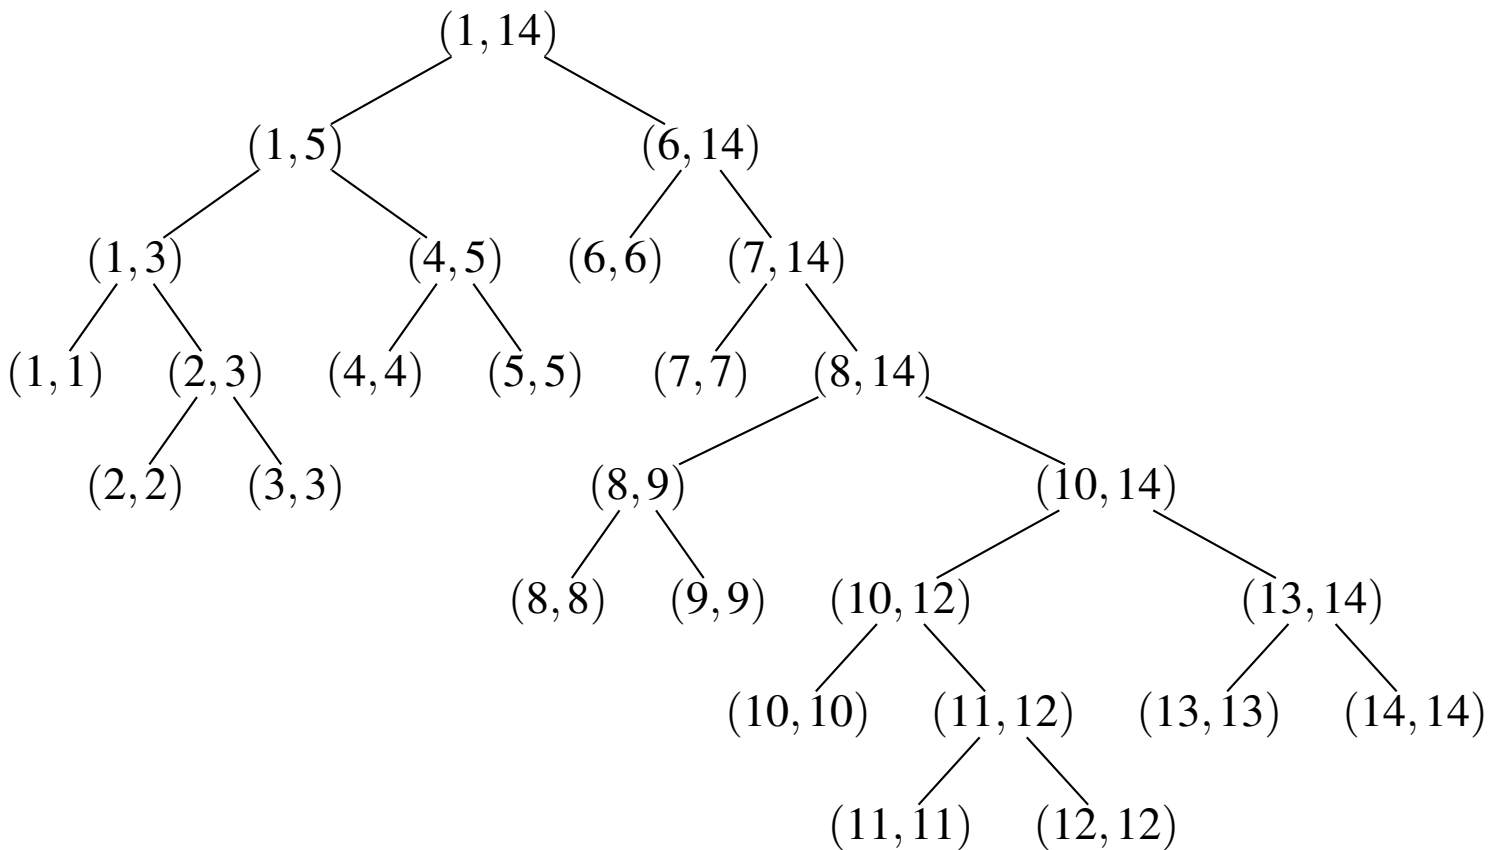 (1,14)
(1,5) (6,14)
(1,3) (4,5) (6,6) (7,14)
(1,1) (2,3) (4,4) (5,5) (7,7) (8,14)
(2,2) (3,3) (8,9) (10,14)
(8,8) (9,9) (10,12) (13,14)
(10,10) (11,12) (13,13) (14,14)
(11,11) (12,12)